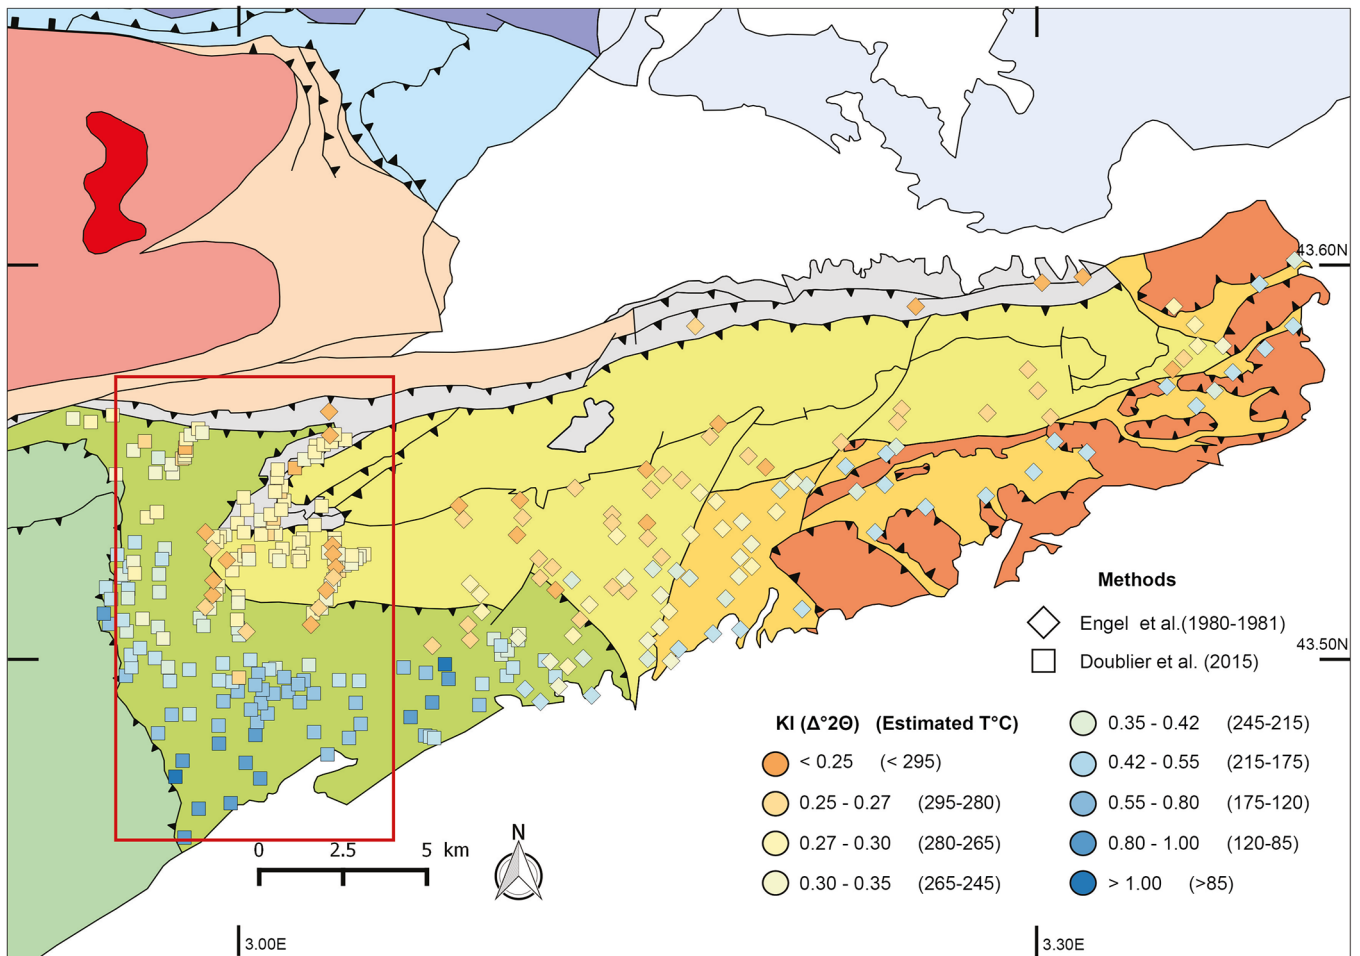 43.60N
Methods
Engel et al.(1980-1981)
43.50N
Doublier et al. (2015)
KI (Δ°2Θ) (Estimated T°C)
< 0.25 (< 295)
0.25 - 0.27 (295-280)
0.27 - 0.30 (280-265)
0.30 - 0.35 (265-245)
0.35 - 0.42 (245-215)
0.42 - 0.55 (215-175)
0.55 - 0.80 (175-120)
0.80 - 1.00 (120-85)
> 1.00 (>85)
N
0 2.5 5 km
3.00E
3.30E